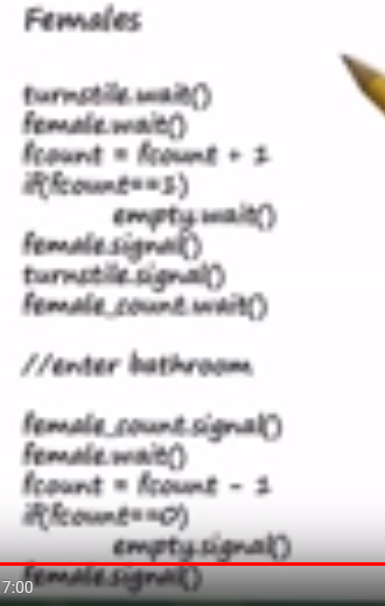 Females
turnstile.wait()
female.wait()
fcount = fcount + 1
if(fcount==1)
empty.wait()
female.signal()
turnstile.signal()
female_count.wait()
//enter bathroom
female_count.signal()
female.wait()
fcount = fcount - 1
if(fcount==0)
empty.signal()
female.signal()
7:00